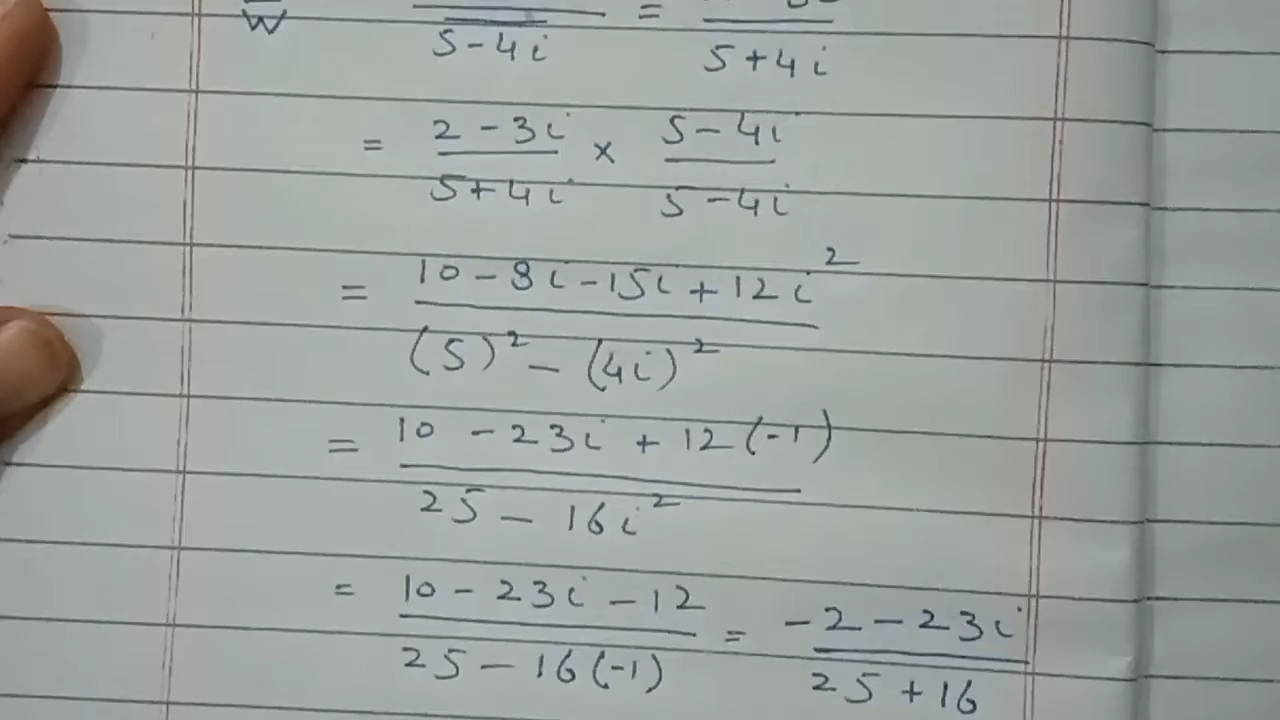 w̅ 5-4i = 5+4i
= 2-3i / 5+4i × 5-4i / 5-4i
= 10-8i-15i+12i² / (5)²-(4i)²
= 10-23i+12(-1) / 25-16i²
= 10-23i-12 / 25-16(-1) = -2-23i / 25+16